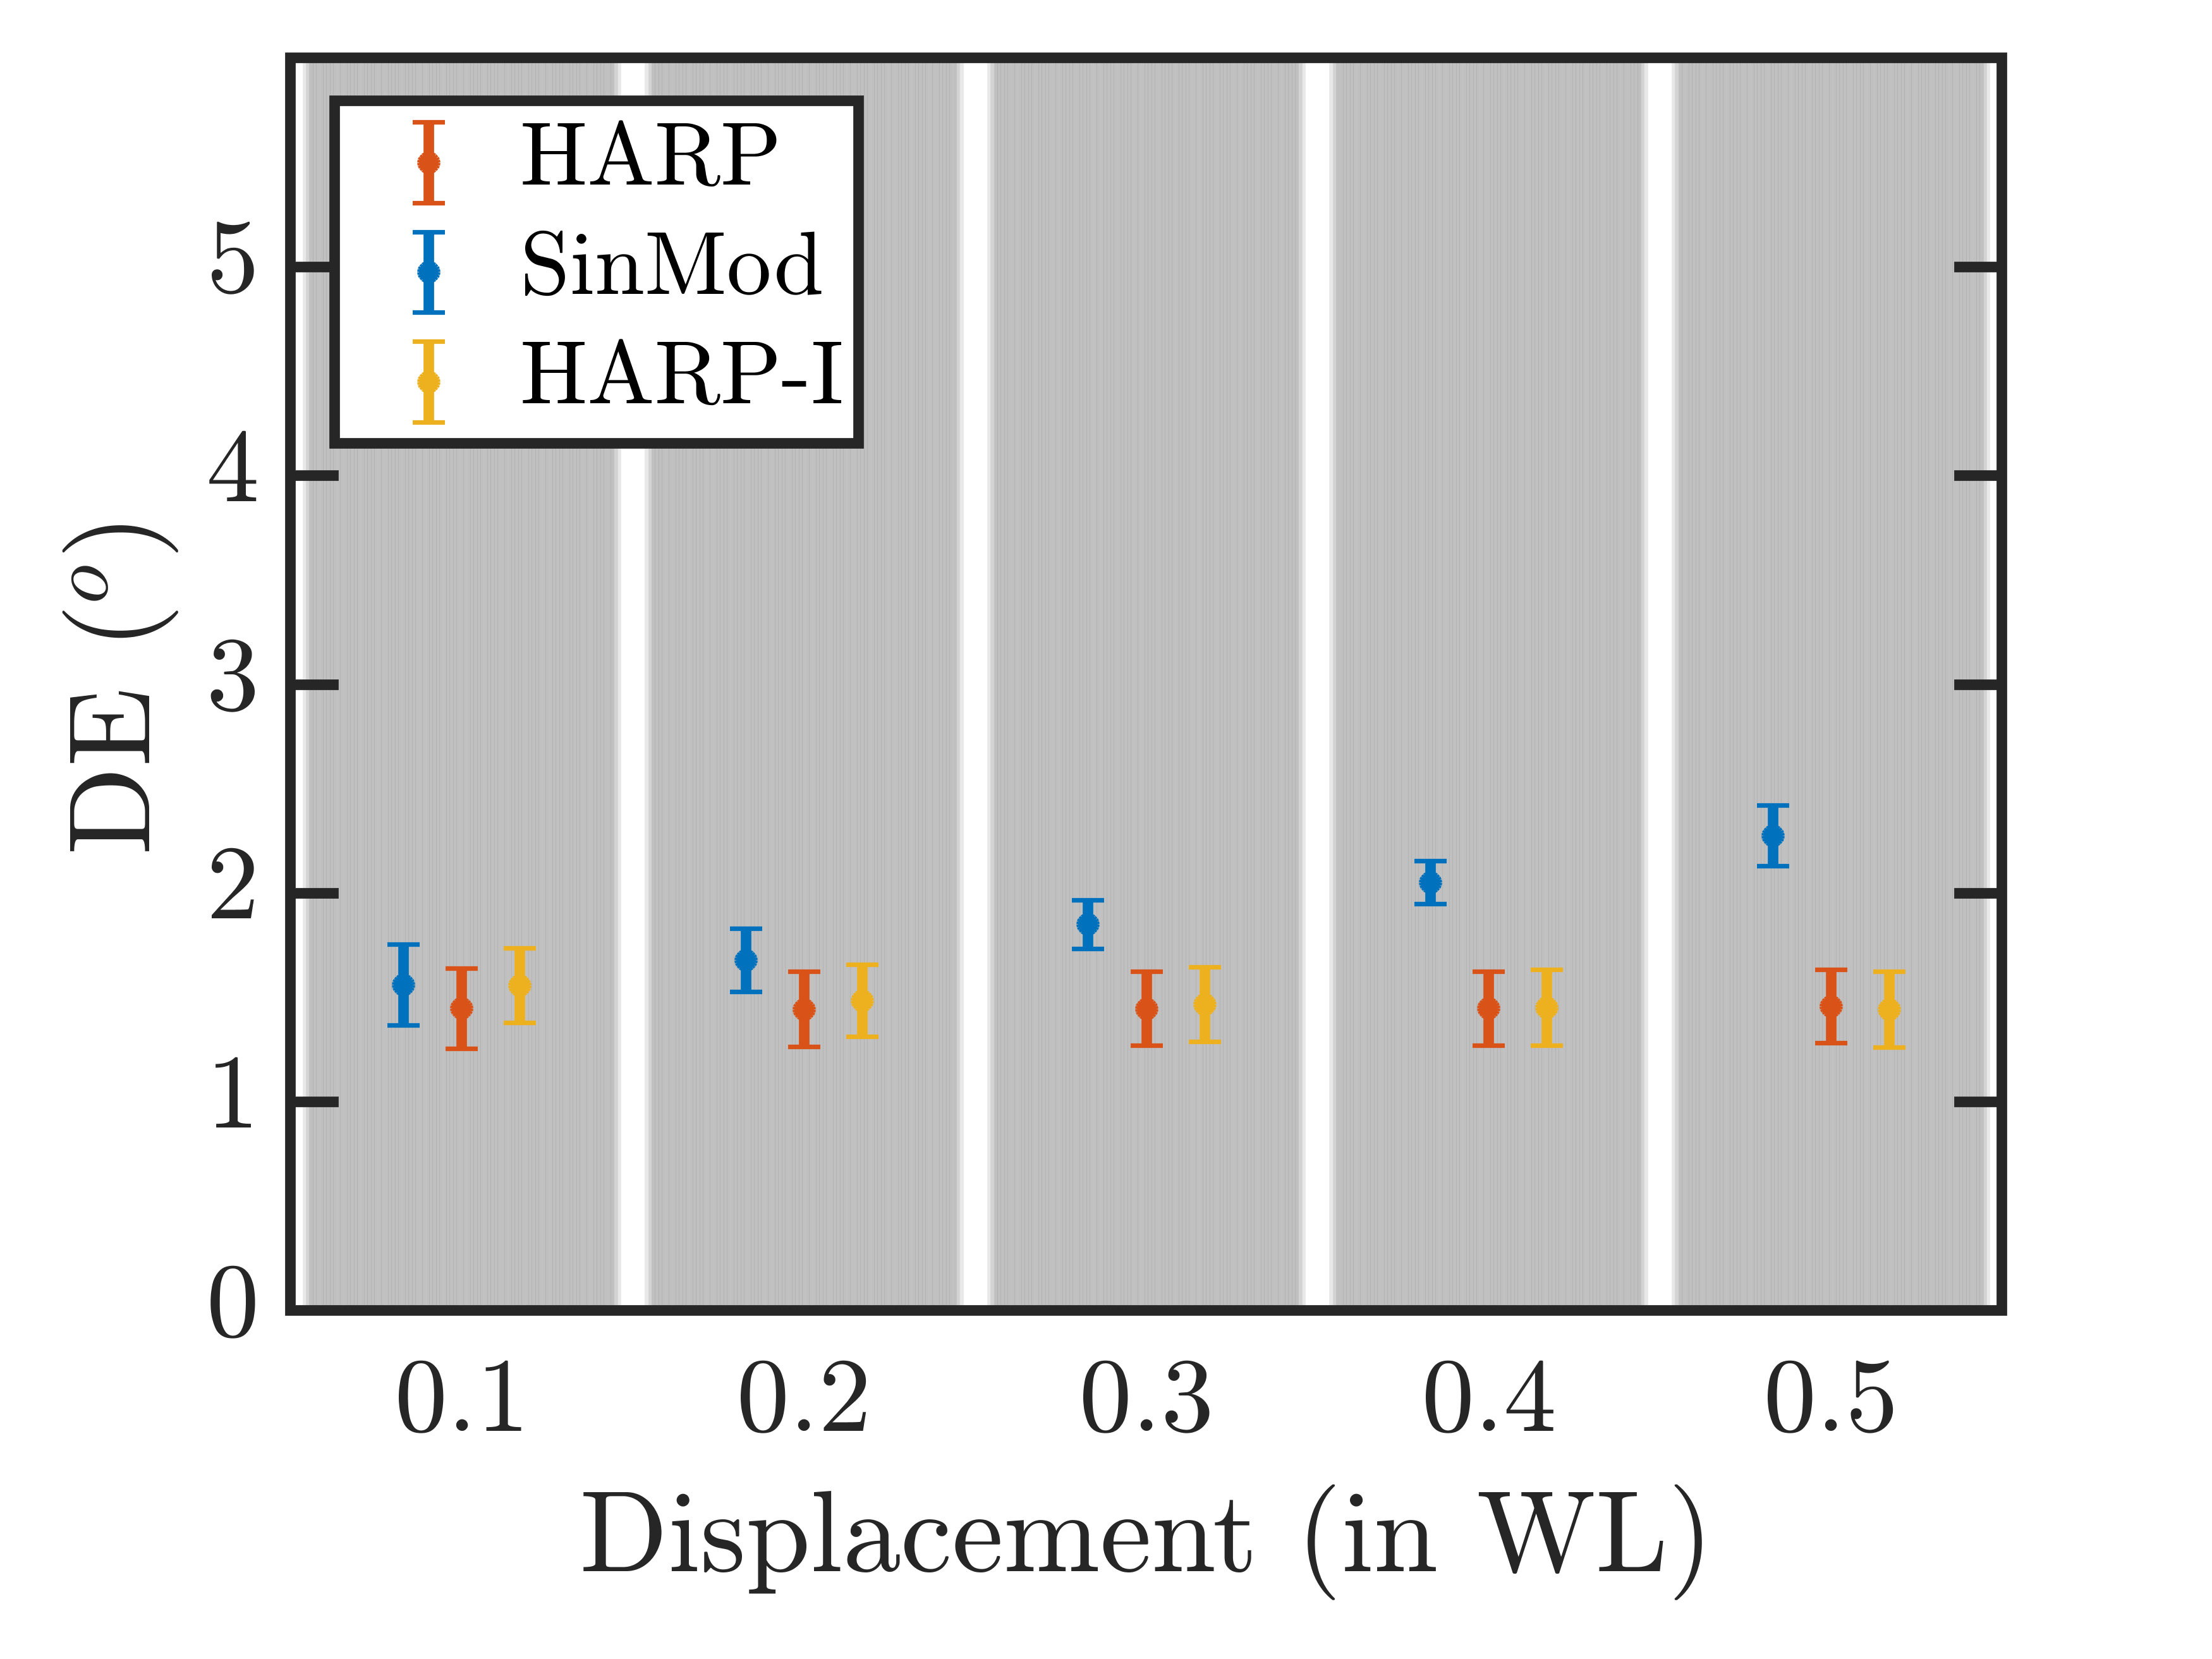 HARP
SinMod
HARP-I
5
4
3
2
1
0
DE (o)
0.1 0.2 0.3 0.4 0.5
Displacement (in WL)